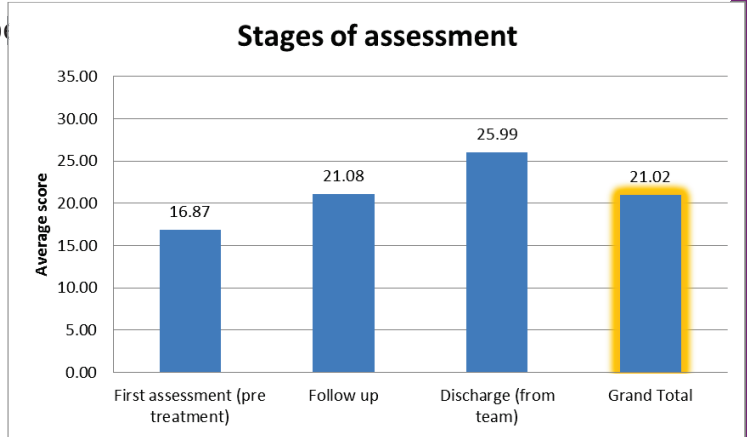 Stages of assessment
35.00
30.00
25.00
20.00
15.00
10.00
5.00
0.00
Average score
16.87
21.08
25.99
21.02
First assessment (pre
treatment)
Follow up
Discharge (from
team)
Grand Total